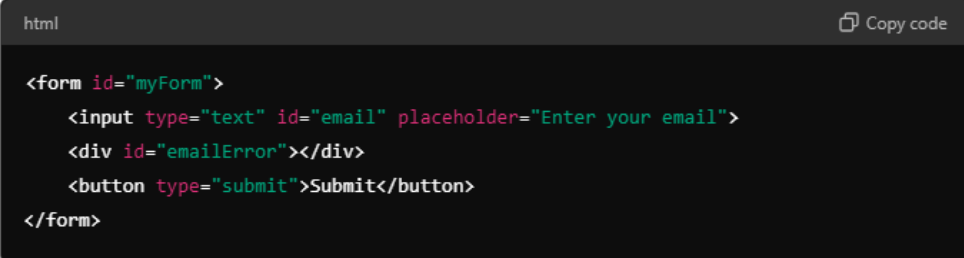 html
Copy code
<form id="myForm">
<input type="text" id="email" placeholder="Enter your email">
<div id="emailError"></div>
<button type="submit">Submit</button>
</form>